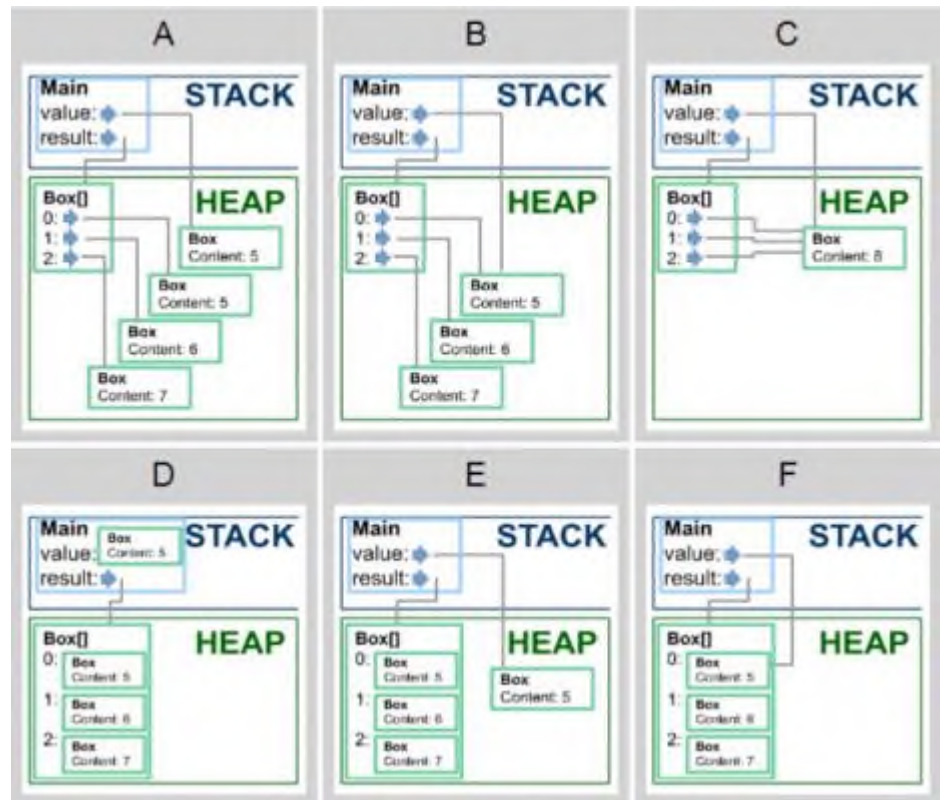 A
Main
STACK
value:
result:
Box[]
HEAP
0:
1:
2:
Box
Content: 5
Box
Content: 5
Box
Content: 6
Box
Content: 7
B
Main
STACK
value:
result:
Box[]
HEAP
0:
1:
2:
Box
Content: 5
Box
Content: 6
Box
Content: 7
C
Main
STACK
value:
result:
Box[]
HEAP
0:
1:
2:
Box
Content: 8
D
Main
STACK
Box
Content: 5
value:
result:
Box[]
HEAP
0:
Box
Content: 5
1:
Box
Content: 6
2:
Box
Content: 7
E
Main
STACK
value:
result:
Box[]
HEAP
0:
Box
Content: 5
Box
Content: 5
1:
Box
Content: 6
2:
Box
Content: 7
F
Main
STACK
value:
result:
Box[]
HEAP
0:
Box
Content: 5
1:
Box
Content: 6
2:
Box
Content: 7